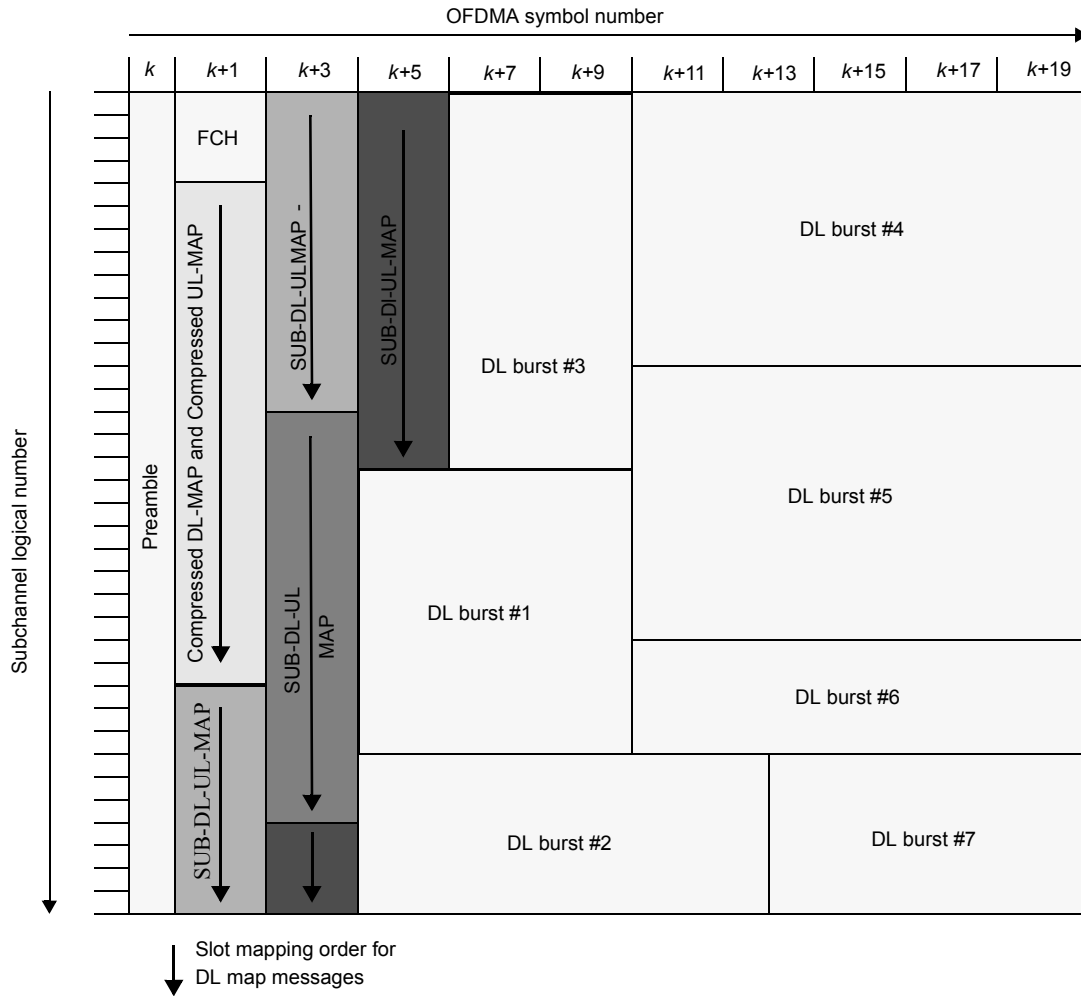 OFDMA symbol number
k
k+1
k+3
k+5
k+7
k+9
k+11
k+13
k+15
k+17
k+19
Subchannel logical number
Preamble
FCH
Compressed DL-MAP and Compressed UL-MAP
SUB-DL-UL-MAP
SUB-DL-ULMAP -
SUB-DL-UL
MAP
SUB-Dl-UL-MAP
DL burst #3
DL burst #1
DL burst #2
DL burst #4
DL burst #5
DL burst #6
DL burst #7
Slot mapping order for
DL map messages